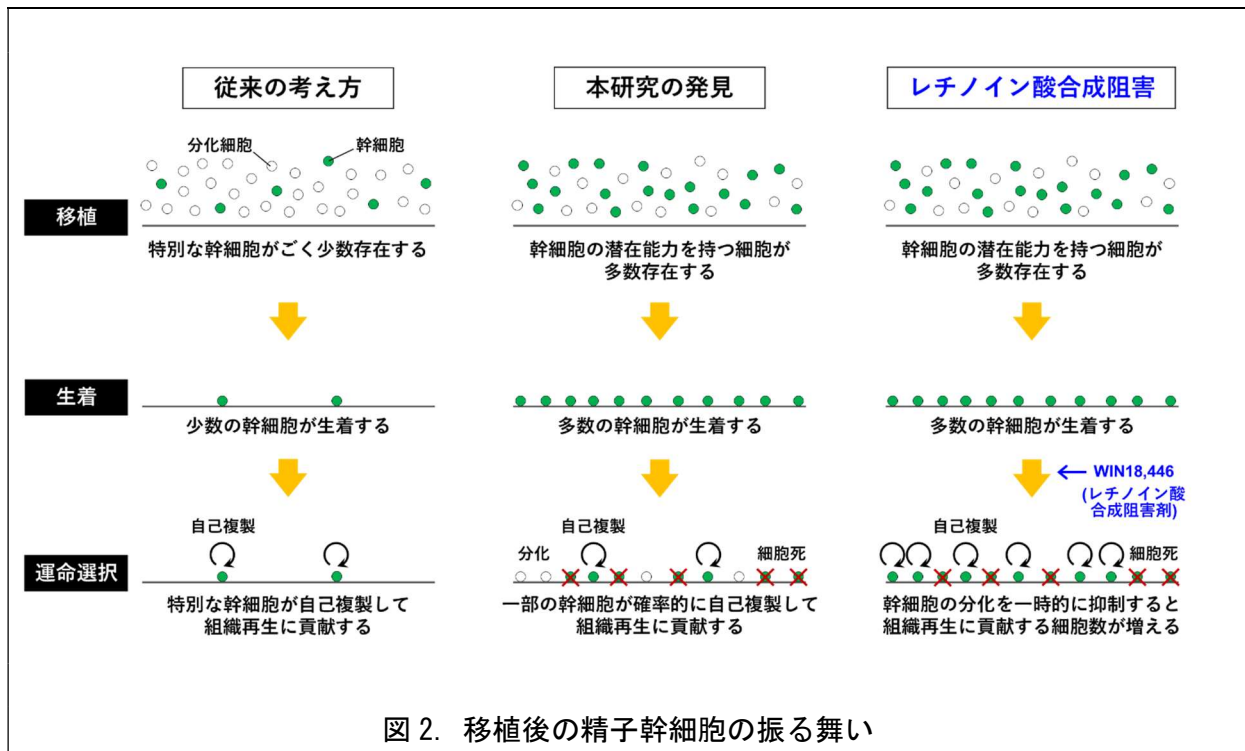 従来の考え方
本研究の発見
レチノイン酸合成阻害
分化細胞
幹細胞
移植
特別な幹細胞がごく少数存在する
幹細胞の潜在能力を持つ細胞が
多数存在する
幹細胞の潜在能力を持つ細胞が
多数存在する
生着
少数の幹細胞が生着する
多数の幹細胞が生着する
多数の幹細胞が生着する
WIN18,446
(レチノイン酸
合成阻害剤)
運命選択
自己複製
特別な幹細胞が自己複製して
組織再生に貢献する
分化
自己複製
細胞死
一部の幹細胞が確率的に自己複製して
組織再生に貢献する
自己複製
細胞死
幹細胞の分化を一時的に抑制すると
組織再生に貢献する細胞数が増える
図 2. 移植後の精子幹細胞の振る舞い